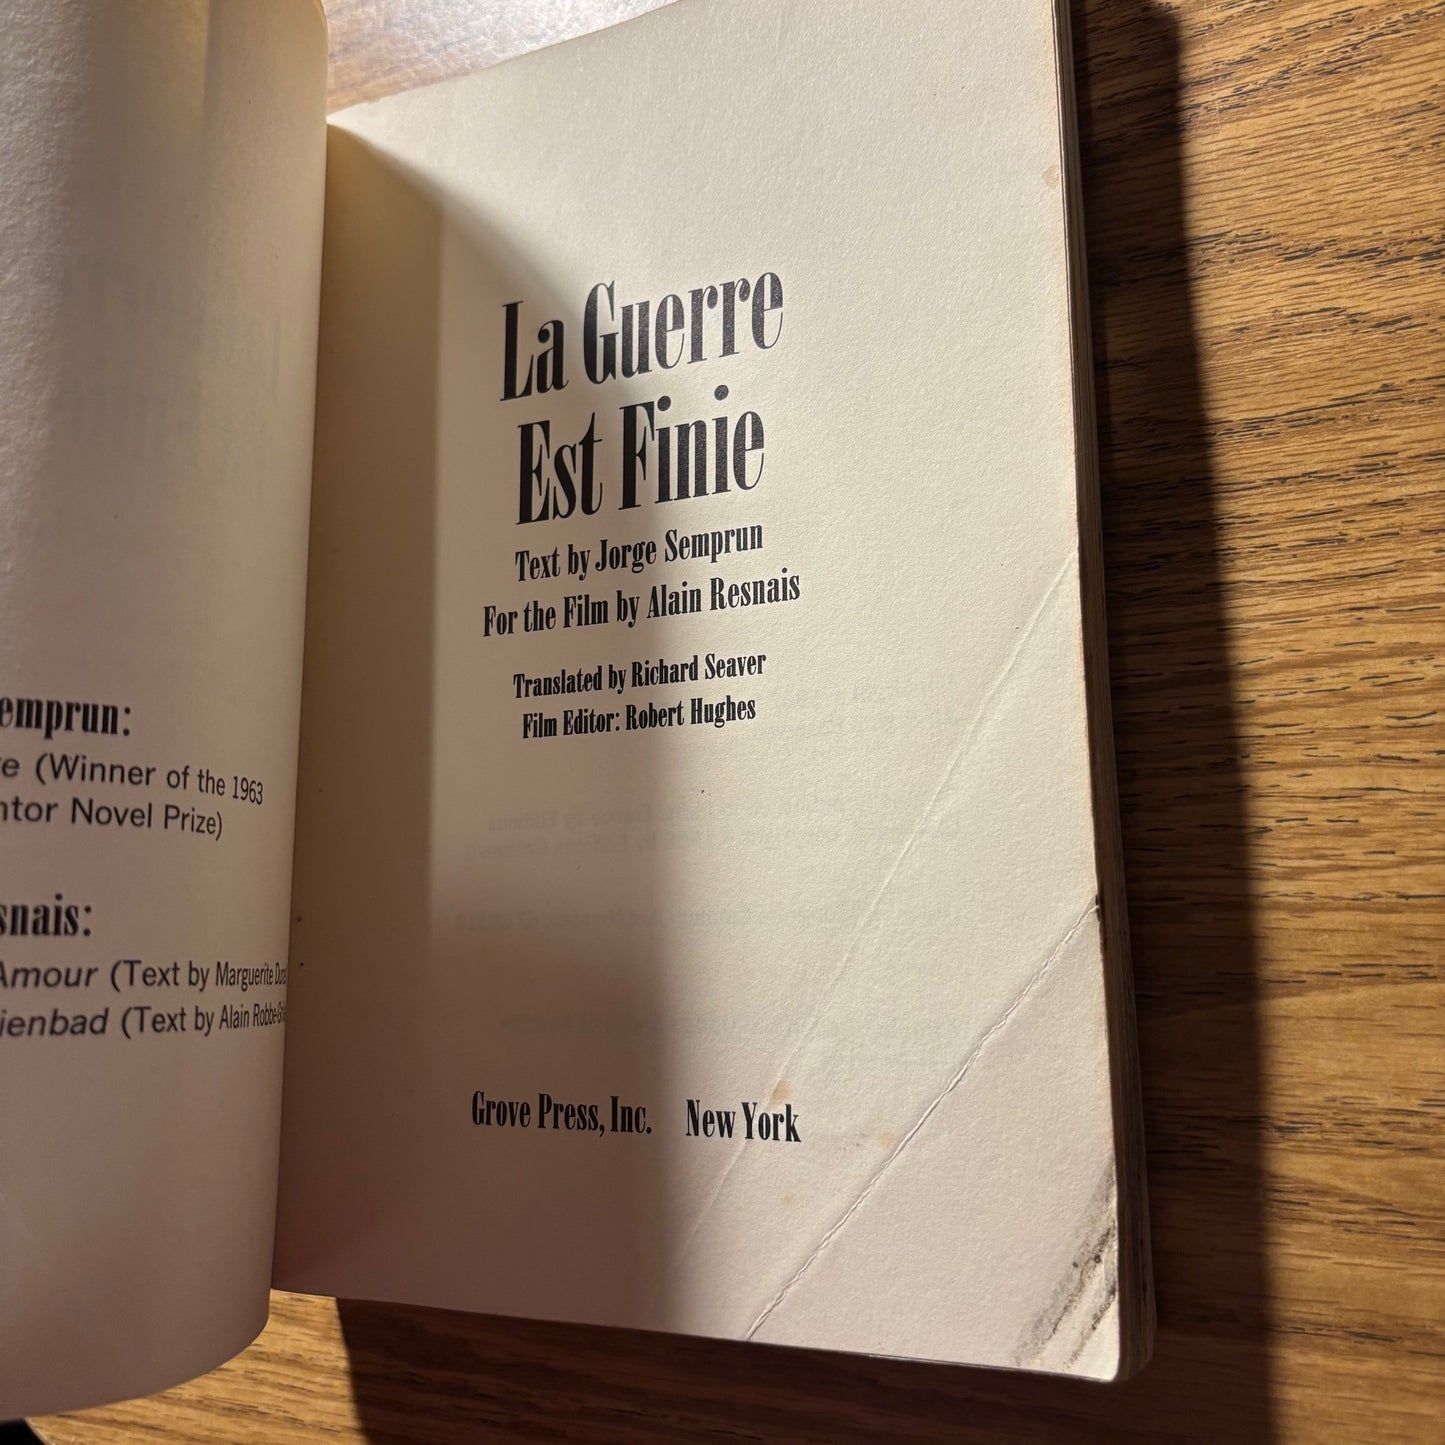 emprun:
e (Winner of the 1963
ntor Novel Prize)
snais:
Amour (Text by Marguerite
ienbad (Text by Alain
La Guerre
Est Finie
Text by Jorge Semprun
For the Film by Alain Resnais
Translated by Richard Seaver
Film Editor: Robert Hughes
Grove Press, Inc. New York